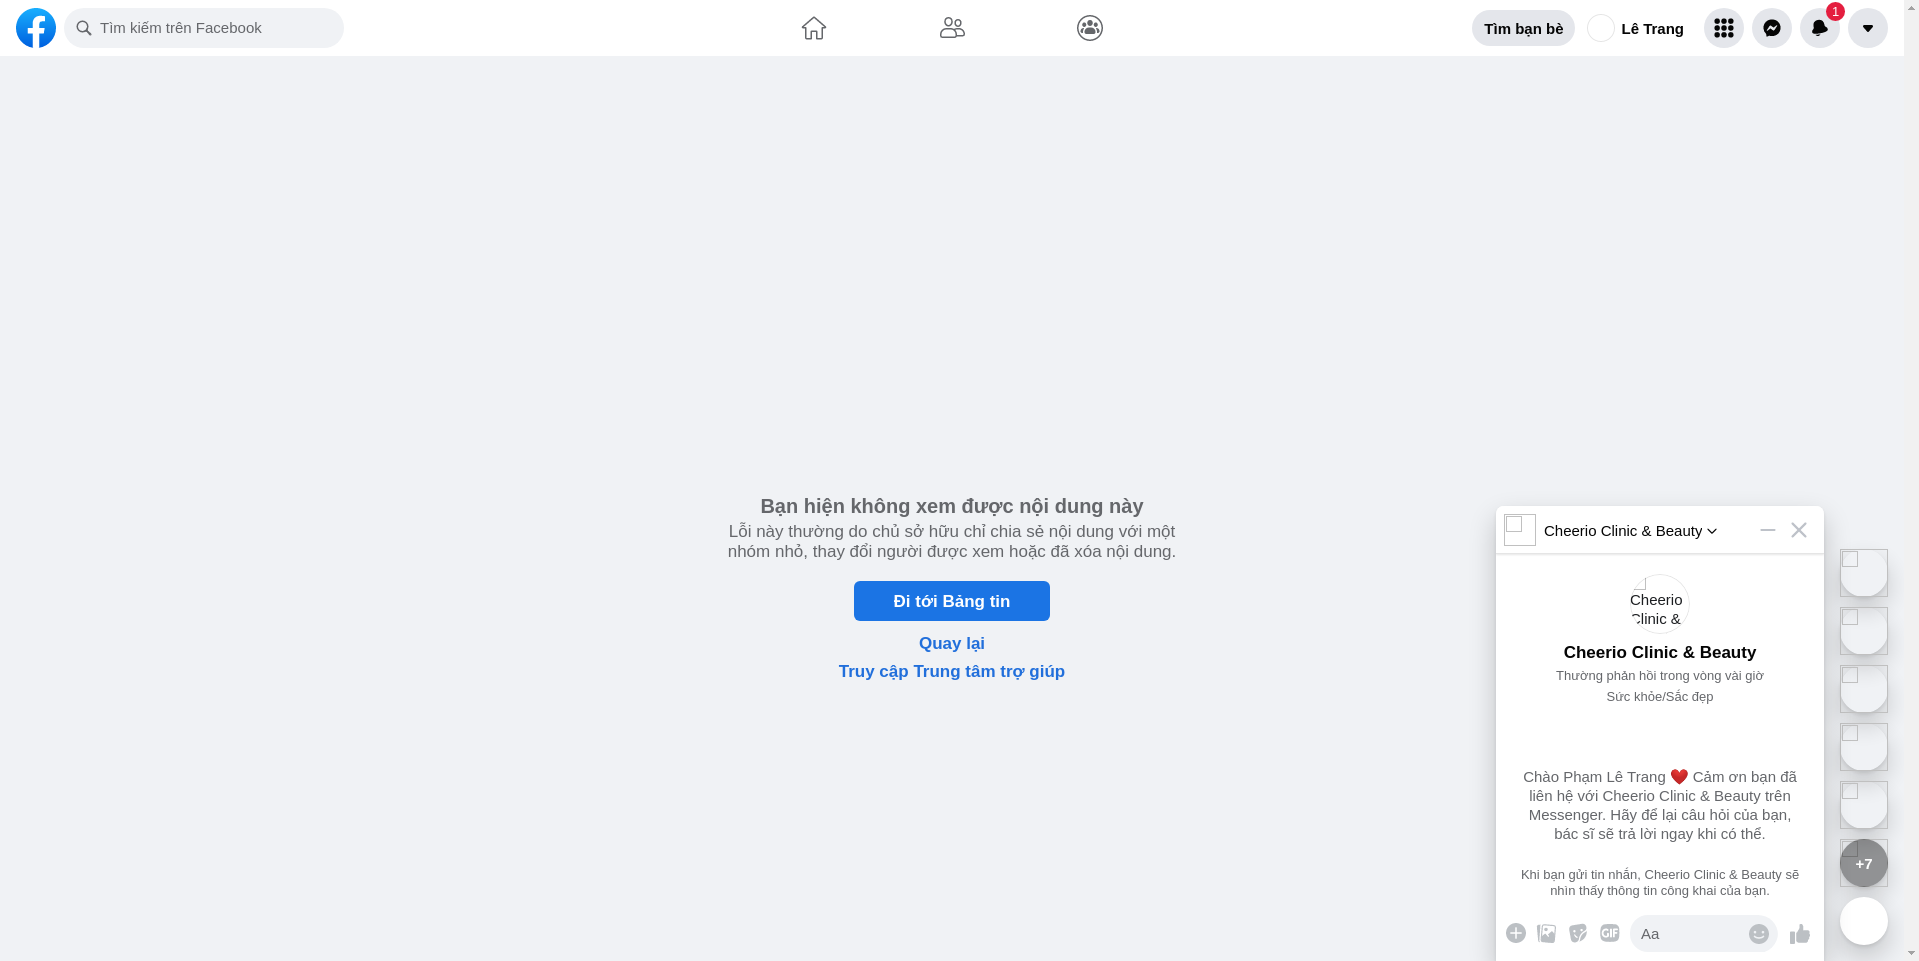 Tìm kiếm trên Facebook
Tìm bạn bè
Lê Trang
1
Bạn hiện không xem được nội dung này
Lỗi này thường do chủ sở hữu chỉ chia sẻ nội dung với một
nhóm nhỏ, thay đổi người được xem hoặc đã xóa nội dung.
Đi tới Bảng tin
Quay lại
Truy cập Trung tâm trợ giúp
Cheerio Clinic & Beauty
Cheerio
Clinic &
Cheerio Clinic & Beauty
Thường phản hồi trong vòng vài giờ
Sức khỏe/Sắc đẹp
Chào Phạm Lê Trang ❤️ Cảm ơn bạn đã
liên hệ với Cheerio Clinic & Beauty trên
Messenger. Hãy để lại câu hỏi của bạn,
bác sĩ sẽ trả lời ngay khi có thể.
Khi bạn gửi tin nhắn, Cheerio Clinic & Beauty sẽ
nhìn thấy thông tin công khai của bạn.
GIF
Aa
+7